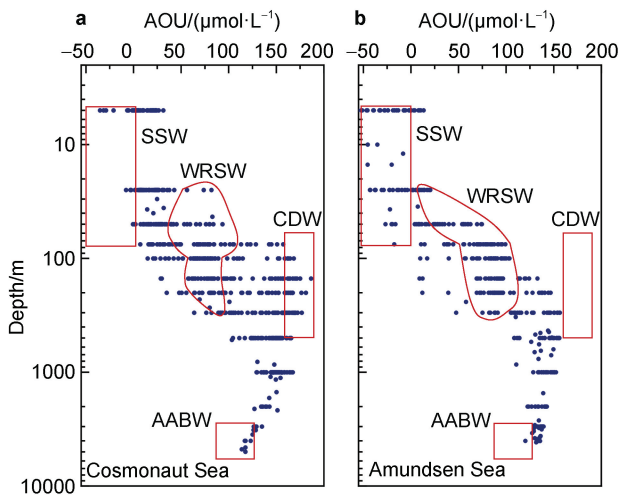 a AOU/(μmol·L⁻¹)
−50 0 50 100 150 200
b AOU/(μmol·L⁻¹)
−50 0 50 100 150 200
Depth/m
10
100
1000
10000
SSW
WRSW
CDW
AABW
Cosmonaut Sea
SSW
WRSW
CDW
AABW
Amundsen Sea